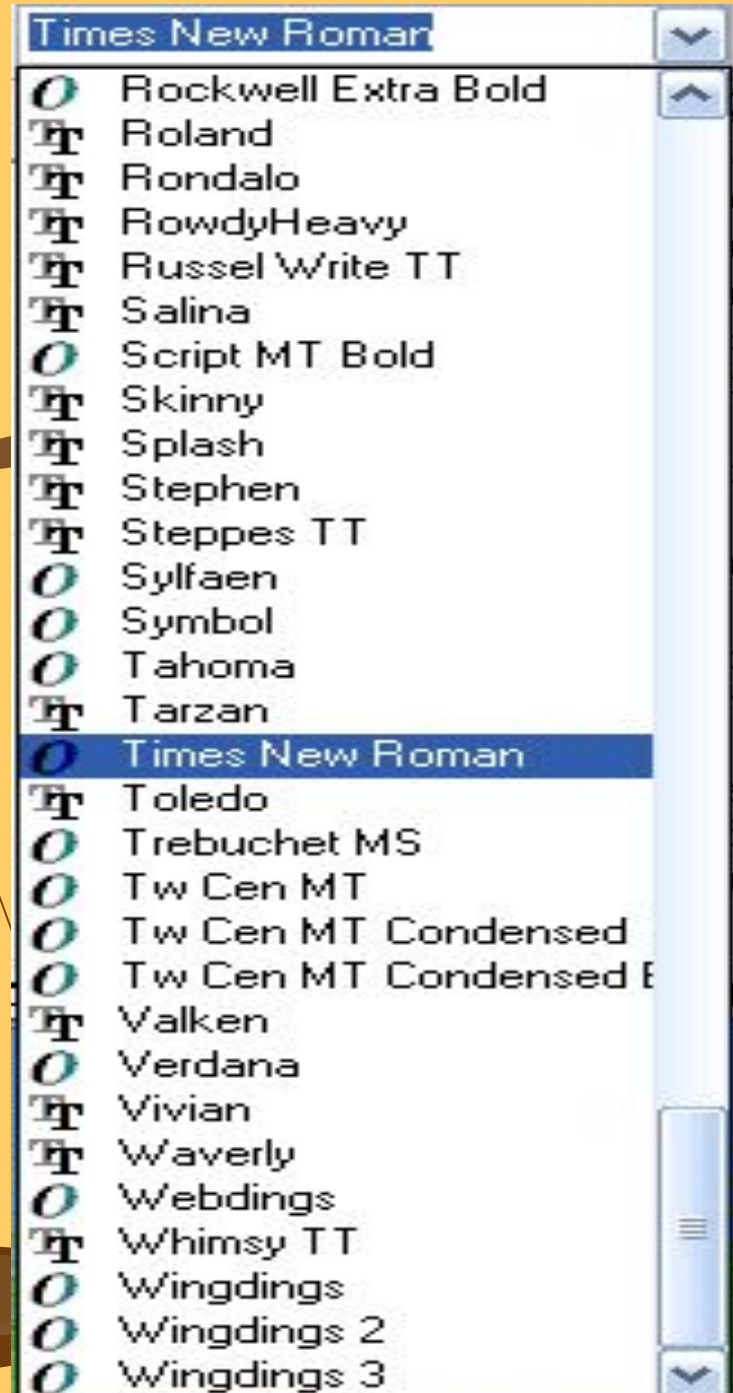 Times New Roman
Rockwell Extra Bold
Roland
Rondalo
RowdyHeavy
Russel Write TT
Salina
Script MT Bold
Skinny
Splash
Stephen
Steppes TT
Sylfaen
Symbol
Tahoma
Tarzan
Times New Roman
Toledo
Trebuchet MS
Tw Cen MT
Tw Cen MT Condensed
Tw Cen MT Condensed E
Valken
Verdana
Vivian
Waverly
Webdings
Whimsy TT
Wingdings
Wingdings 2
Wingdings 3